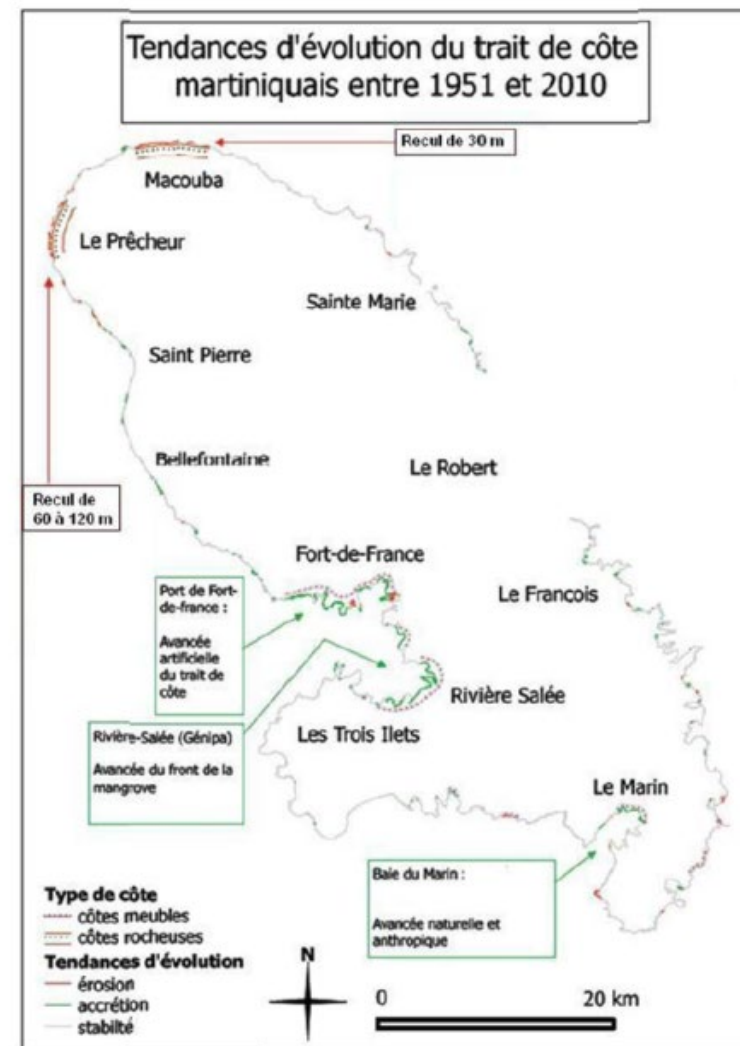 Tendances d'évolution du trait de côte
martiniquais entre 1951 et 2010
Recul de 30 m
Macouba
Le Prêcheur
Sainte Marie
Saint Pierre
Bellefontaine
Le Robert
Recul de
60 à 120 m
Fort-de-France
Le François
Port de Fort-
de-france :
Avancée
artificielle
du trait de
côte
Rivière Salée
Rivière-Salée (Génipa)
Avancée du front de la
mangrove
Les Trois Ilets
Le Marin
Baie du Marin :
Avancée naturelle et
anthropique
Type de côte
côtes meubles
côtes rocheuses
Tendances d'évolution
érosion
accrétion
stabilté
N
0 20 km